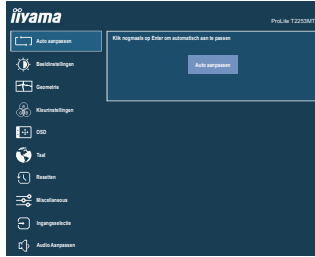 iiyama
ProLite T2253MT
Auto aanpassen
Klik nogmaals op Enter om automatisch aan te passen
Auto aanpassen
Beeldinstellingen
Geometrie
Kleurinstellingen
OSD
Taal
Resetten
Miscellaneous
Ingangsselectie
Audio Aanpassen